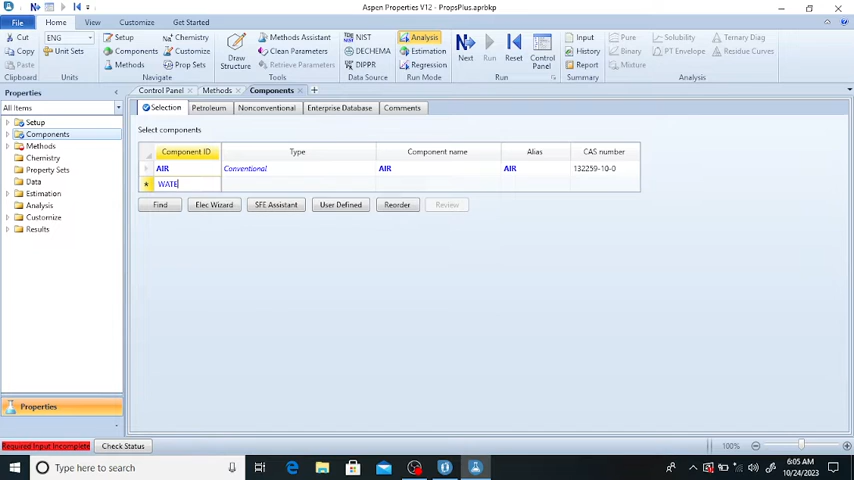 Aspen Properties V12 - PropsPlus.aprbkp
File
Home
View
Customize
Get Started
Cut
Copy
Paste
Clipboard
ENG
Unit Sets
Units
Setup
Components
Methods
Chemistry
Customize
Prop Sets
Navigate
Draw
Structure
Methods Assistant
Clean Parameters
Retrieve Parameters
Tools
NIST
DECHEMA
DIPPR
Data Source
Analysis
Estimation
Regression
Run Mode
Next
Run
Reset
Control
Panel
Run
Input
History
Report
Summary
Pure
Binary
Mixture
Solubility
PT Envelope
Ternary Diag
Residue Curves
Analysis
Properties
All Items
Setup
Components
Methods
Chemistry
Property Sets
Data
Estimation
Analysis
Customize
Results
Properties
Control Panel
Methods
Components
Selection
Petroleum
Nonconventional
Enterprise Database
Comments
Select components
Component ID Type Component name Alias CAS number
AIR Conventional AIR AIR 132259-10-0
WATE
Find
Elec Wizard
SFE Assistant
User Defined
Reorder
Review
Required Input Incomplete
Check Status
100%
Type here to search
6:05 AM
10/24/2023